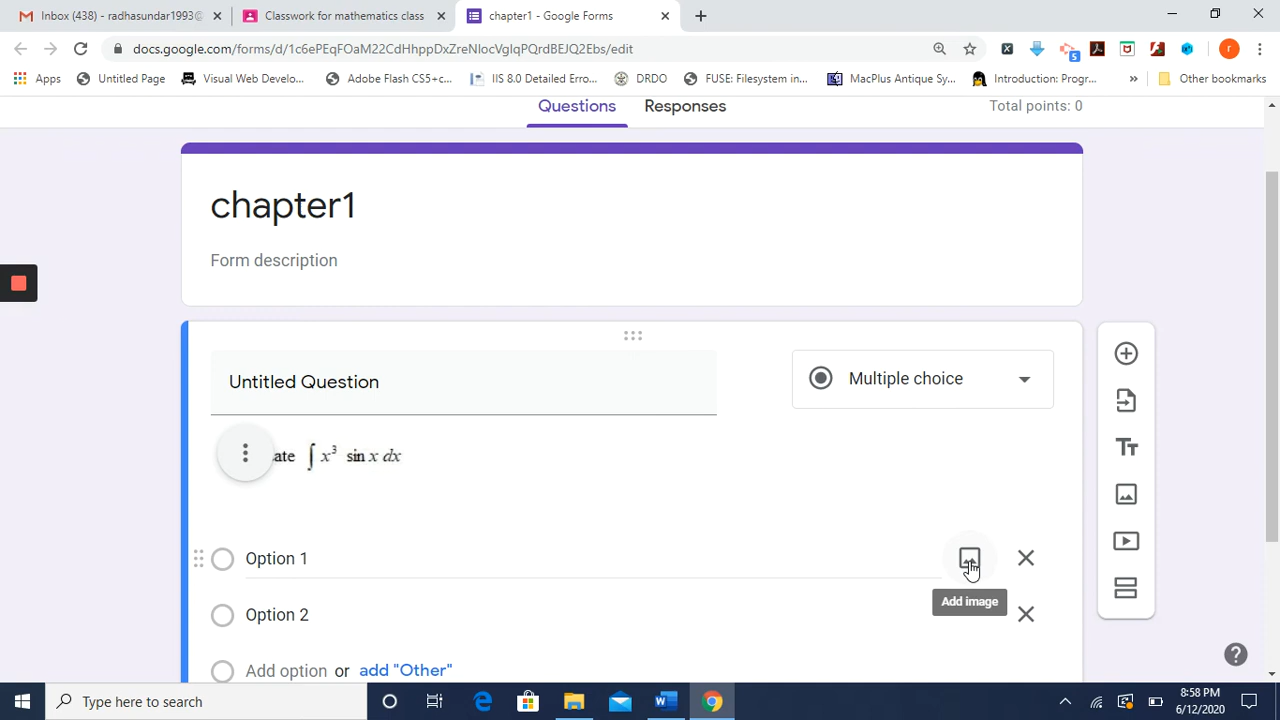 Inbox (438) - radhasundar1993@
Classwork for mathematics class
chapter1 - Google Forms
docs.google.com/forms/d/1c6ePEqFOaM22CdHhppDxZreNlocVglqPQrdBEJQ2Ebs/edit
5
r
Apps
Untitled Page
Visual Web Develo...
Adobe Flash CS5+c...
IIS 8.0 Detailed Erro...
DRDO
FUSE: Filesystem in...
MacPlus Antique Sy...
Introduction: Progr...
»
Other bookmarks
Questions
Responses
Total points: 0
chapter1
Form description
Untitled Question
Multiple choice
ate ∫ x³ sin x dx
Option 1
Add image
Option 2
Add option or add "Other"
Type here to search
8:58 PM
6/12/2020